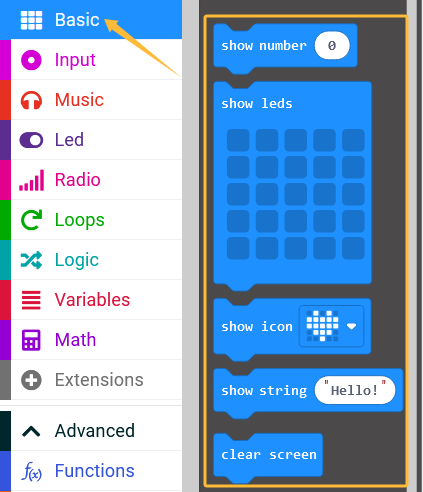 Basic
Input
Music
Led
Radio
Loops
Logic
Variables
Math
Extensions
Advanced
f(x) Functions
show number 0
show leds
show icon
show string "Hello!"
clear screen